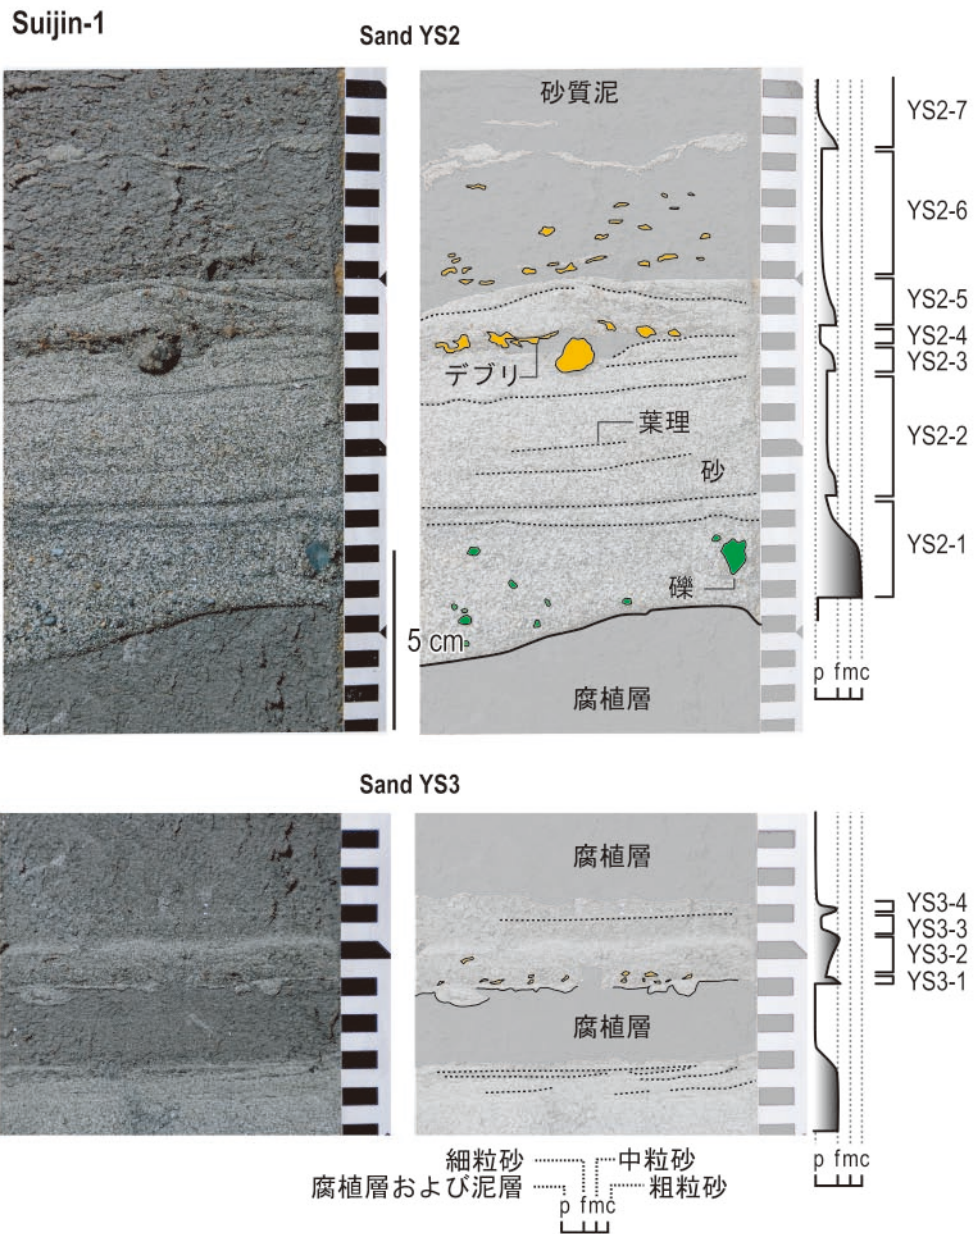 Suijin-1
Sand YS2
砂質泥
YS2-7
YS2-6
YS2-5
YS2-4
YS2-3
デブリ
葉理
YS2-2
砂
YS2-1
礫
5 cm
p fmc
腐植層
Sand YS3
腐植層
YS3-4
YS3-3
YS3-2
YS3-1
腐植層
p fmc
細粒砂 中粒砂
腐植層および泥層 粗粒砂
p fmc